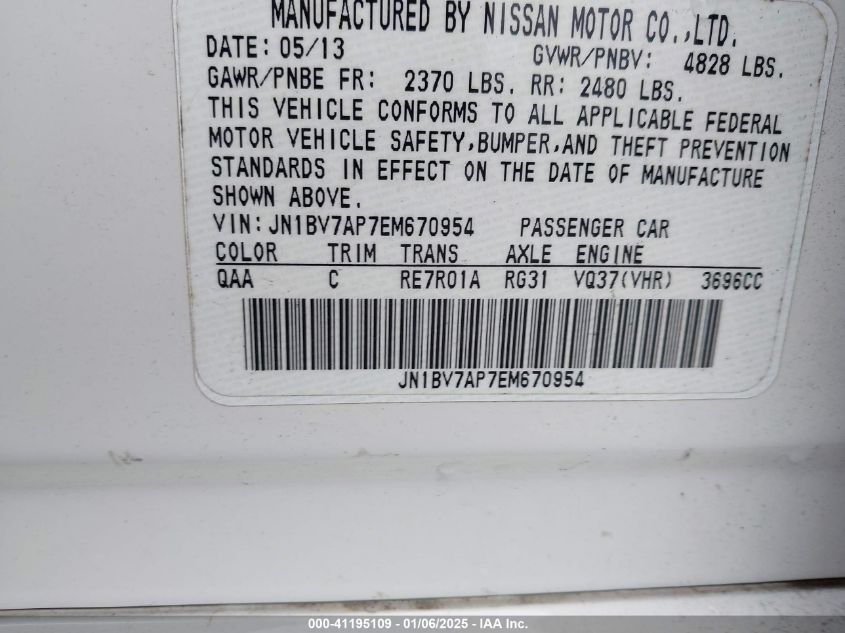 MANUFACTURED BY NISSAN MOTOR CO.,LTD.
DATE: 05/13 GVWR/PNBV: 4828 LBS.
GAWR/PNBE FR: 2370 LBS. RR: 2480 LBS.
THIS VEHICLE CONFORMS TO ALL APPLICABLE FEDERAL
MOTOR VEHICLE SAFETY,BUMPER,AND THEFT PREVENTION
STANDARDS IN EFFECT ON THE DATE OF MANUFACTURE
SHOWN ABOVE.
VIN:JN1BV7AP7EM670954 PASSENGER CAR
COLOR TRIM TRANS AXLE ENGINE
QAA C RE7R01A RG31 VQ37(VHR) 3696CC
JN1BV7AP7EM670954
000-41195109 - 01/06/2025 - IAA Inc.